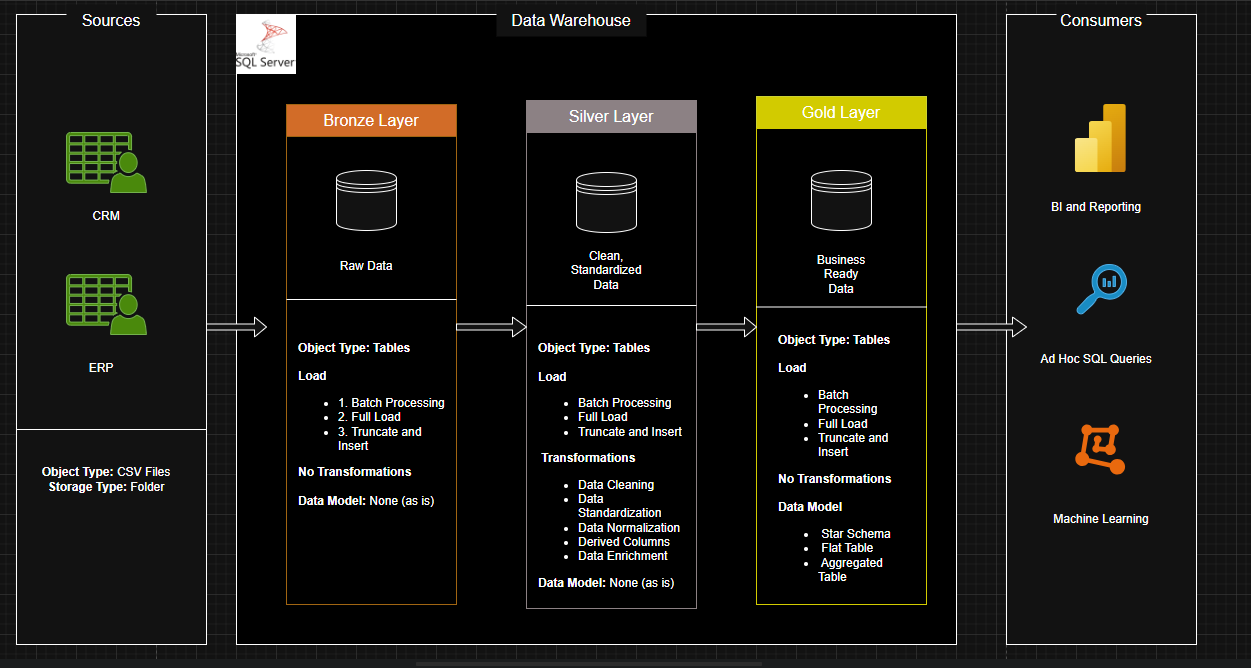 Sources
CRM
ERP
Object Type: CSV Files
Storage Type: Folder
Data Warehouse
Microsoft
SQL Server
Bronze Layer
Raw Data
Object Type: Tables
Load
1. Batch Processing
2. Full Load
3. Truncate and
Insert
No Transformations
Data Model: None (as is)
Silver Layer
Clean,
Standardized
Data
Object Type: Tables
Load
Batch Processing
Full Load
Truncate and Insert
Transformations
Data Cleaning
Data
Standardization
Data Normalization
Derived Columns
Data Enrichment
Data Model: None (as is)
Gold Layer
Business
Ready
Data
Object Type: Tables
Load
Batch
Processing
Full Load
Truncate and
Insert
No Transformations
Data Model
Star Schema
Flat Table
Aggregated
Table
Consumers
BI and Reporting
Ad Hoc SQL Queries
Machine Learning